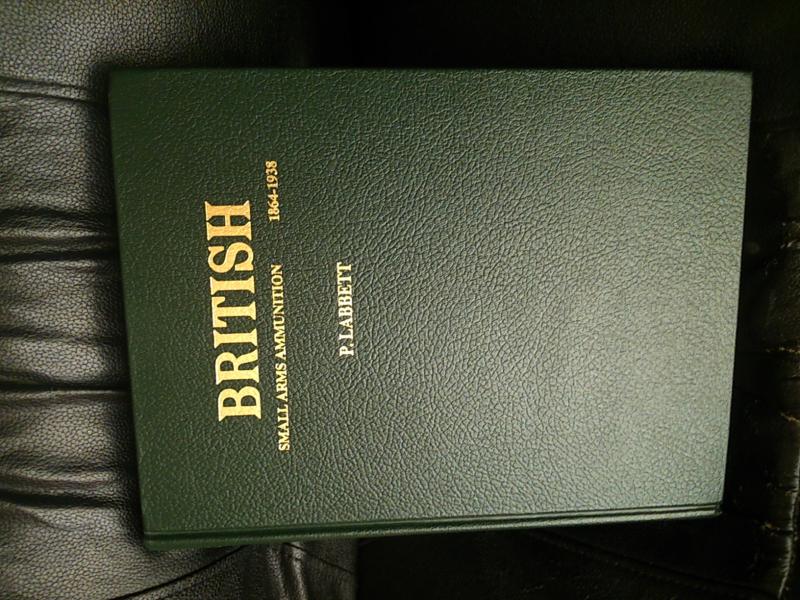 BRITISH
SMALL ARMS AMMUNITION 1864-1938
P. LABBETT